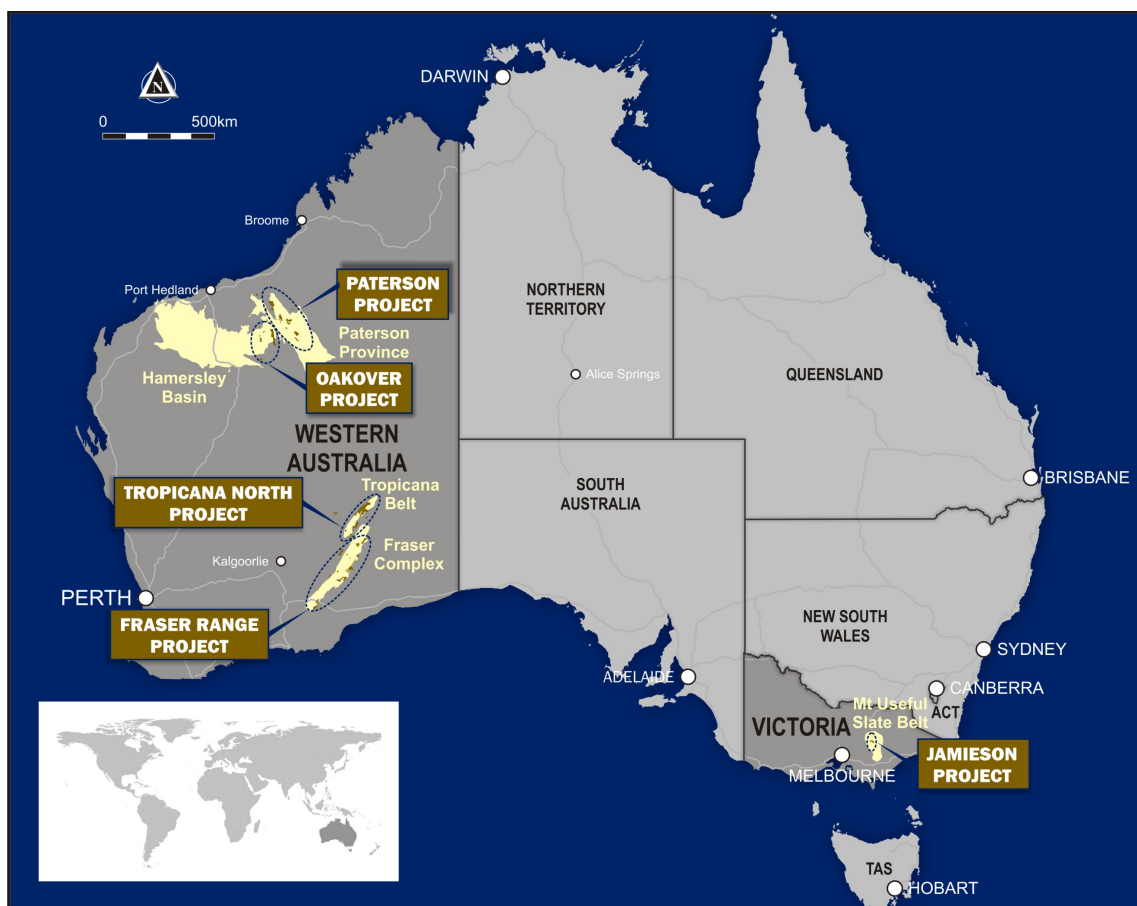 DARWIN
N
0 500km
Broome
Port Hedland
PATERSON
PROJECT
NORTHERN
TERRITORY
Paterson
Province
Alice Springs
QUEENSLAND
Hamersley
Basin
OAKOVER
PROJECT
WESTERN
AUSTRALIA
SOUTH
AUSTRALIA
BRISBANE
TROPICANA NORTH
PROJECT
Tropicana
Belt
Kalgoorlie
Fraser
Complex
PERTH
FRASER RANGE
PROJECT
NEW SOUTH
WALES
SYDNEY
ADELAIDE
CANBERRA
ACT
Mt Useful
Slate Belt
VICTORIA
MELBOURNE
JAMIESON
PROJECT
TAS
HOBART